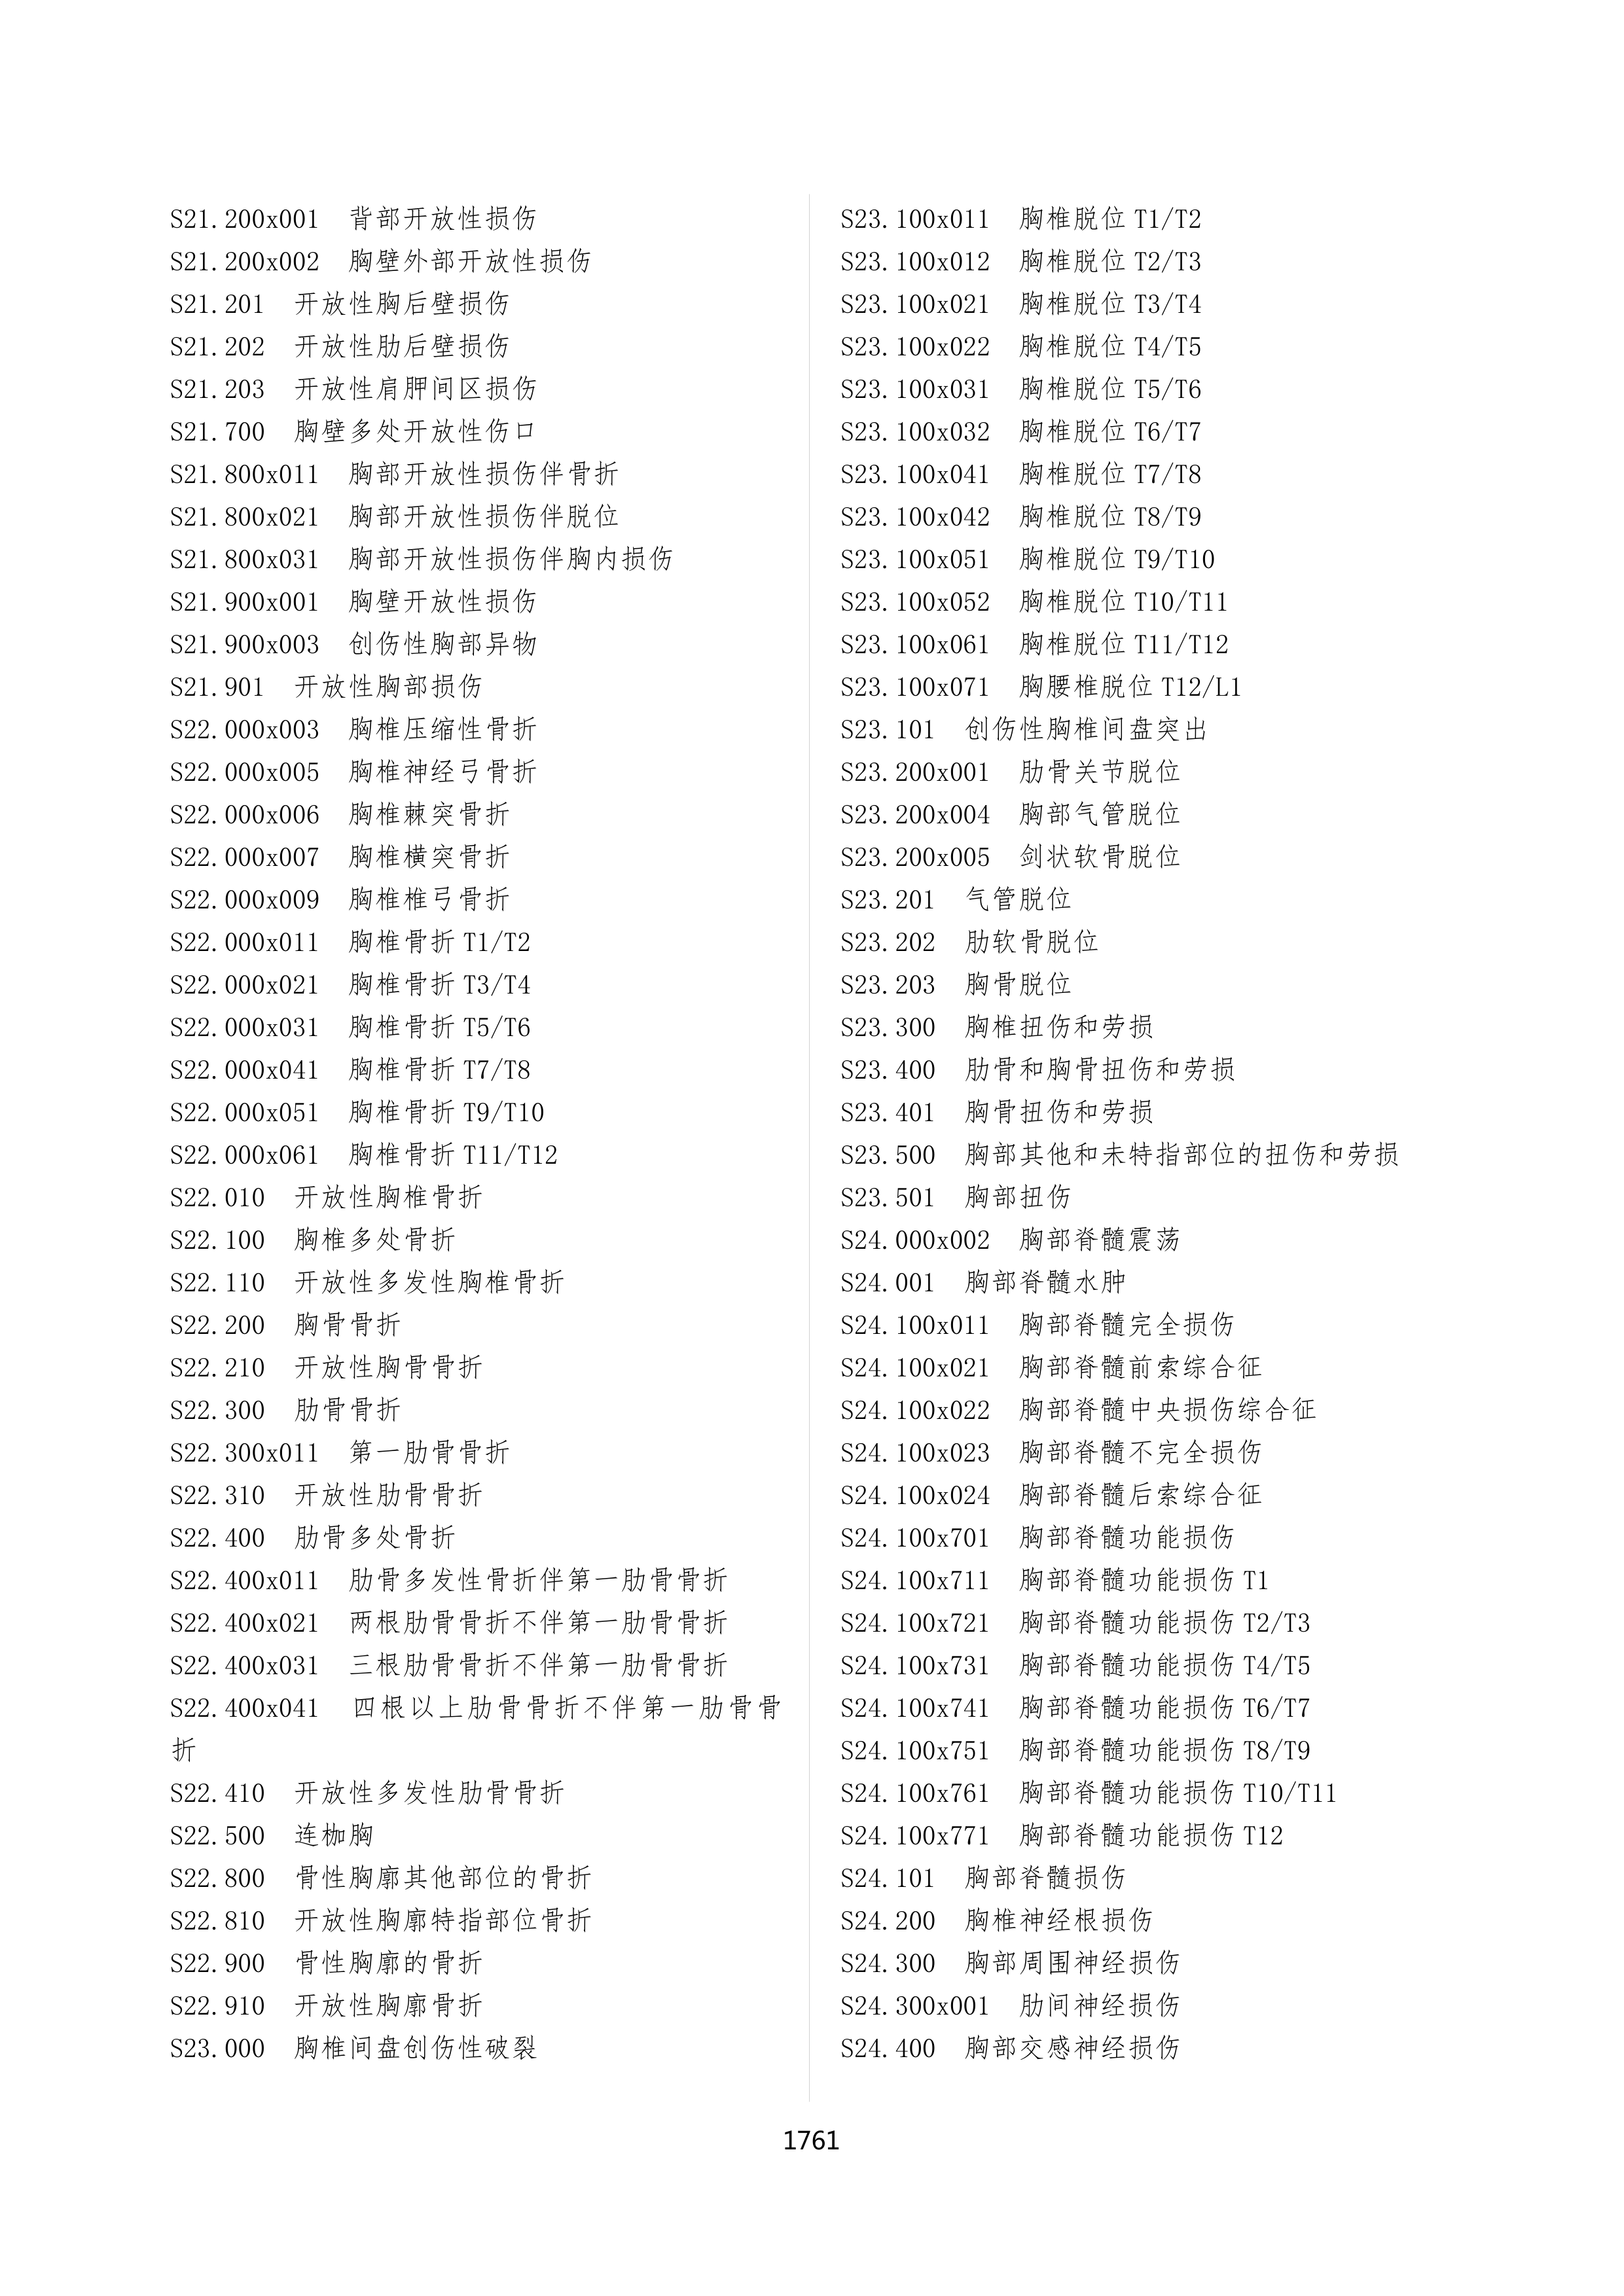 S21.200x001 背部开放性损伤
S21.200x002 胸壁外部开放性损伤
S21.201 开放性胸后壁损伤
S21.202 开放性肋后壁损伤
S21.203 开放性肩胛间区损伤
S21.700 胸壁多处开放性伤口
S21.800x011 胸部开放性损伤伴骨折
S21.800x021 胸部开放性损伤伴脱位
S21.800x031 胸部开放性损伤伴胸内损伤
S21.900x001 胸壁开放性损伤
S21.900x003 创伤性胸部异物
S21.901 开放性胸部损伤
S22.000x003 胸椎压缩性骨折
S22.000x005 胸椎神经弓骨折
S22.000x006 胸椎棘突骨折
S22.000x007 胸椎横突骨折
S22.000x009 胸椎椎弓骨折
S22.000x011 胸椎骨折 T1/T2
S22.000x021 胸椎骨折 T3/T4
S22.000x031 胸椎骨折 T5/T6
S22.000x041 胸椎骨折 T7/T8
S22.000x051 胸椎骨折 T9/T10
S22.000x061 胸椎骨折 T11/T12
S22.010 开放性胸椎骨折
S22.100 胸椎多处骨折
S22.110 开放性多发性胸椎骨折
S22.200 胸骨骨折
S22.210 开放性胸骨骨折
S22.300 肋骨骨折
S22.300x011 第一肋骨骨折
S22.310 开放性肋骨骨折
S22.400 肋骨多处骨折
S22.400x011 肋骨多发性骨折伴第一肋骨骨折
S22.400x021 两根肋骨骨折不伴第一肋骨骨折
S22.400x031 三根肋骨骨折不伴第一肋骨骨折
S22.400x041 四根以上肋骨骨折不伴第一肋骨骨
折
S22.410 开放性多发性肋骨骨折
S22.500 连枷胸
S22.800 骨性胸廓其他部位的骨折
S22.810 开放性胸廓特指部位骨折
S22.900 骨性胸廓的骨折
S22.910 开放性胸廓骨折
S23.000 胸椎间盘创伤性破裂
S23.100x011 胸椎脱位 T1/T2
S23.100x012 胸椎脱位 T2/T3
S23.100x021 胸椎脱位 T3/T4
S23.100x022 胸椎脱位 T4/T5
S23.100x031 胸椎脱位 T5/T6
S23.100x032 胸椎脱位 T6/T7
S23.100x041 胸椎脱位 T7/T8
S23.100x042 胸椎脱位 T8/T9
S23.100x051 胸椎脱位 T9/T10
S23.100x052 胸椎脱位 T10/T11
S23.100x061 胸椎脱位 T11/T12
S23.100x071 胸腰椎脱位 T12/L1
S23.101 创伤性胸椎间盘突出
S23.200x001 肋骨关节脱位
S23.200x004 胸部气管脱位
S23.200x005 剑状软骨脱位
S23.201 气管脱位
S23.202 肋软骨脱位
S23.203 胸骨脱位
S23.300 胸椎扭伤和劳损
S23.400 肋骨和胸骨扭伤和劳损
S23.401 胸骨扭伤和劳损
S23.500 胸部其他和未特指部位的扭伤和劳损
S23.501 胸部扭伤
S24.000x002 胸部脊髓震荡
S24.001 胸部脊髓水肿
S24.100x011 胸部脊髓完全损伤
S24.100x021 胸部脊髓前索综合征
S24.100x022 胸部脊髓中央损伤综合征
S24.100x023 胸部脊髓不完全损伤
S24.100x024 胸部脊髓后索综合征
S24.100x701 胸部脊髓功能损伤
S24.100x711 胸部脊髓功能损伤 T1
S24.100x721 胸部脊髓功能损伤 T2/T3
S24.100x731 胸部脊髓功能损伤 T4/T5
S24.100x741 胸部脊髓功能损伤 T6/T7
S24.100x751 胸部脊髓功能损伤 T8/T9
S24.100x761 胸部脊髓功能损伤 T10/T11
S24.100x771 胸部脊髓功能损伤 T12
S24.101 胸部脊髓损伤
S24.200 胸椎神经根损伤
S24.300 胸部周围神经损伤
S24.300x001 肋间神经损伤
S24.400 胸部交感神经损伤
1761